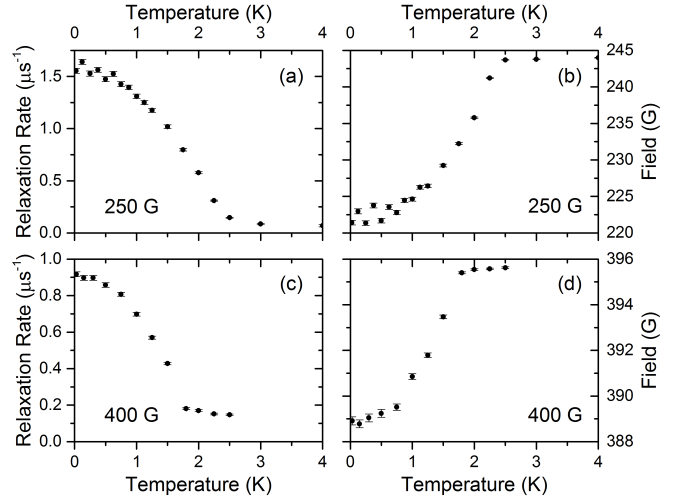 Temperature (K) Temperature (K)
0 1 2 3 4 0 1 2 3 4
Relaxation Rate (μs⁻¹)
1.5
1.0
0.5
0.0
(a)
250 G
(b)
250 G
245
240
235
230
225
220
Field (G)
Relaxation Rate (μs⁻¹)
1.0
0.8
0.6
0.4
0.2
0.0
(c)
400 G
(d)
400 G
396
394
392
390
388
Field (G)
0 1 2 3 4 0 1 2 3 4
Temperature (K) Temperature (K)